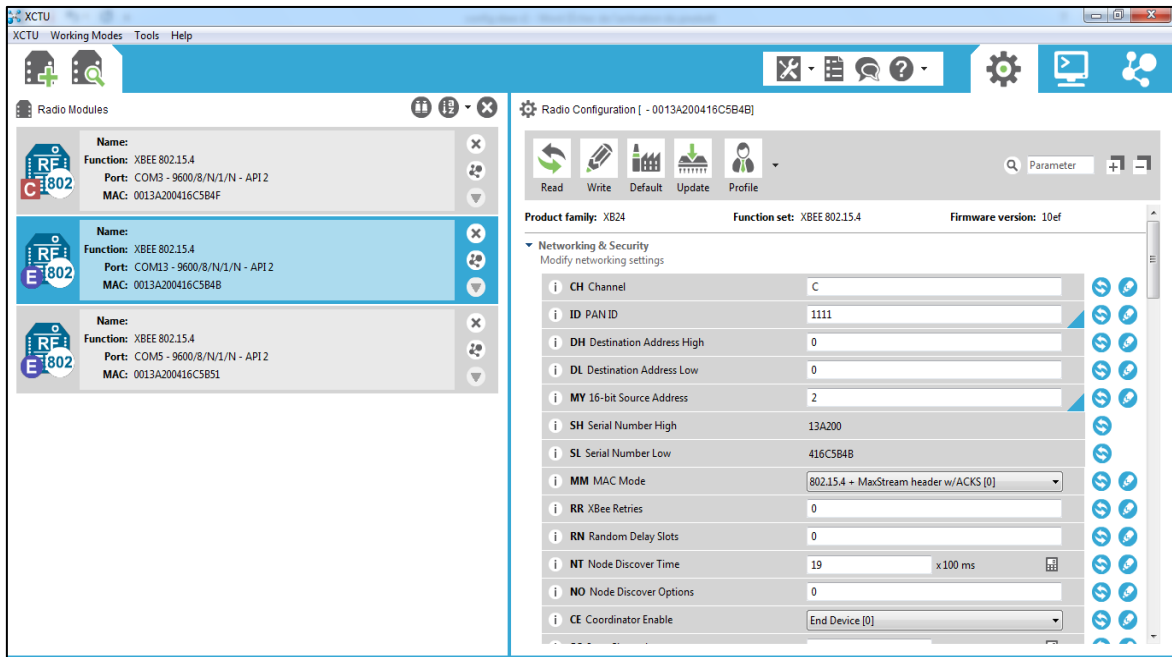 XCTU
XCTU Working Modes Tools Help
Radio Modules
Name:
Function: XBEE 802.15.4
Port: COM3 - 9600/8/N/1/N - API 2
MAC: 0013A200416C5B4F
RF
C 802
Name:
Function: XBEE 802.15.4
Port: COM13 - 9600/8/N/1/N - API 2
MAC: 0013A200416C5B4B
RF
E 802
Name:
Function: XBEE 802.15.4
Port: COM5 - 9600/8/N/1/N - API 2
MAC: 0013A200416C5B51
RF
E 802
Radio Configuration [ - 0013A200416C5B4B]
Read Write Default Update Profile
Parameter
Product family: XB24 Function set: XBEE 802.15.4 Firmware version: 10ef
Networking & Security
Modify networking settings
i CH Channel C
i ID PAN ID 1111
i DH Destination Address High 0
i DL Destination Address Low 0
i MY 16-bit Source Address 2
i SH Serial Number High 13A200
i SL Serial Number Low 416C5B4B
i MM MAC Mode 802.15.4 + MaxStream header w/ACKS [0]
i RR XBee Retries 0
i RN Random Delay Slots 0
i NT Node Discover Time 19 x 100 ms
i NO Node Discover Options 0
i CE Coordinator Enable End Device [0]